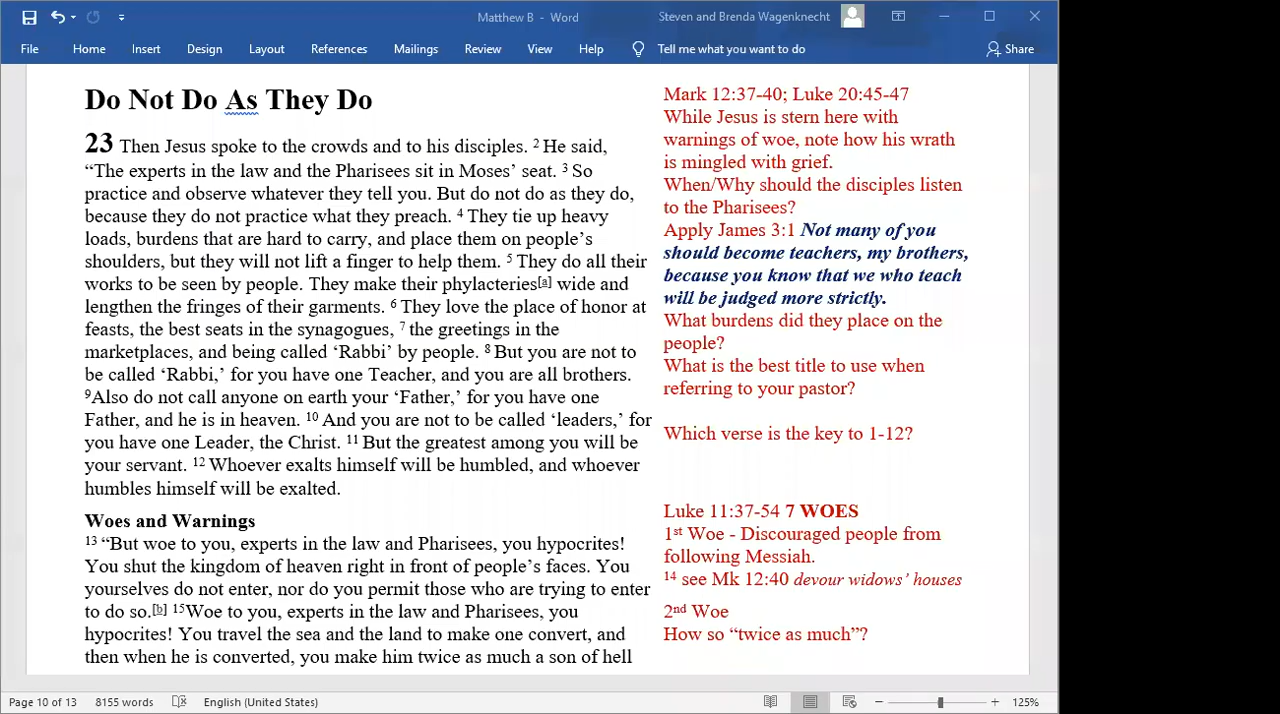 Matthew B - Word
Steven and Brenda Wagenknecht
File Home Insert Design Layout References Mailings Review View Help Tell me what you want to do Share
Do Not Do As They Do
23 Then Jesus spoke to the crowds and to his disciples. 2 He said,
“The experts in the law and the Pharisees sit in Moses’ seat. 3 So
practice and observe whatever they tell you. But do not do as they do,
because they do not practice what they preach. 4 They tie up heavy
loads, burdens that are hard to carry, and place them on people’s
shoulders, but they will not lift a finger to help them. 5 They do all their
works to be seen by people. They make their phylacteries[a] wide and
lengthen the fringes of their garments. 6 They love the place of honor at
feasts, the best seats in the synagogues, 7 the greetings in the
marketplaces, and being called ‘Rabbi’ by people. 8 But you are not to
be called ‘Rabbi,’ for you have one Teacher, and you are all brothers.
9Also do not call anyone on earth your ‘Father,’ for you have one
Father, and he is in heaven. 10 And you are not to be called ‘leaders,’ for
you have one Leader, the Christ. 11 But the greatest among you will be
your servant. 12 Whoever exalts himself will be humbled, and whoever
humbles himself will be exalted.
Woes and Warnings
13 “But woe to you, experts in the law and Pharisees, you hypocrites!
You shut the kingdom of heaven right in front of people’s faces. You
yourselves do not enter, nor do you permit those who are trying to enter
to do so.[b] 15Woe to you, experts in the law and Pharisees, you
hypocrites! You travel the sea and the land to make one convert, and
then when he is converted, you make him twice as much a son of hell
Mark 12:37-40; Luke 20:45-47
While Jesus is stern here with
warnings of woe, note how his wrath
is mingled with grief.
When/Why should the disciples listen
to the Pharisees?
Apply James 3:1 Not many of you
should become teachers, my brothers,
because you know that we who teach
will be judged more strictly.
What burdens did they place on the
people?
What is the best title to use when
referring to your pastor?
Which verse is the key to 1-12?
Luke 11:37-54 7 WOES
1st Woe - Discouraged people from
following Messiah.
14 see Mk 12:40 devour widows’ houses
2nd Woe
How so “twice as much”?
Page 10 of 13 8155 words English (United States) 125%